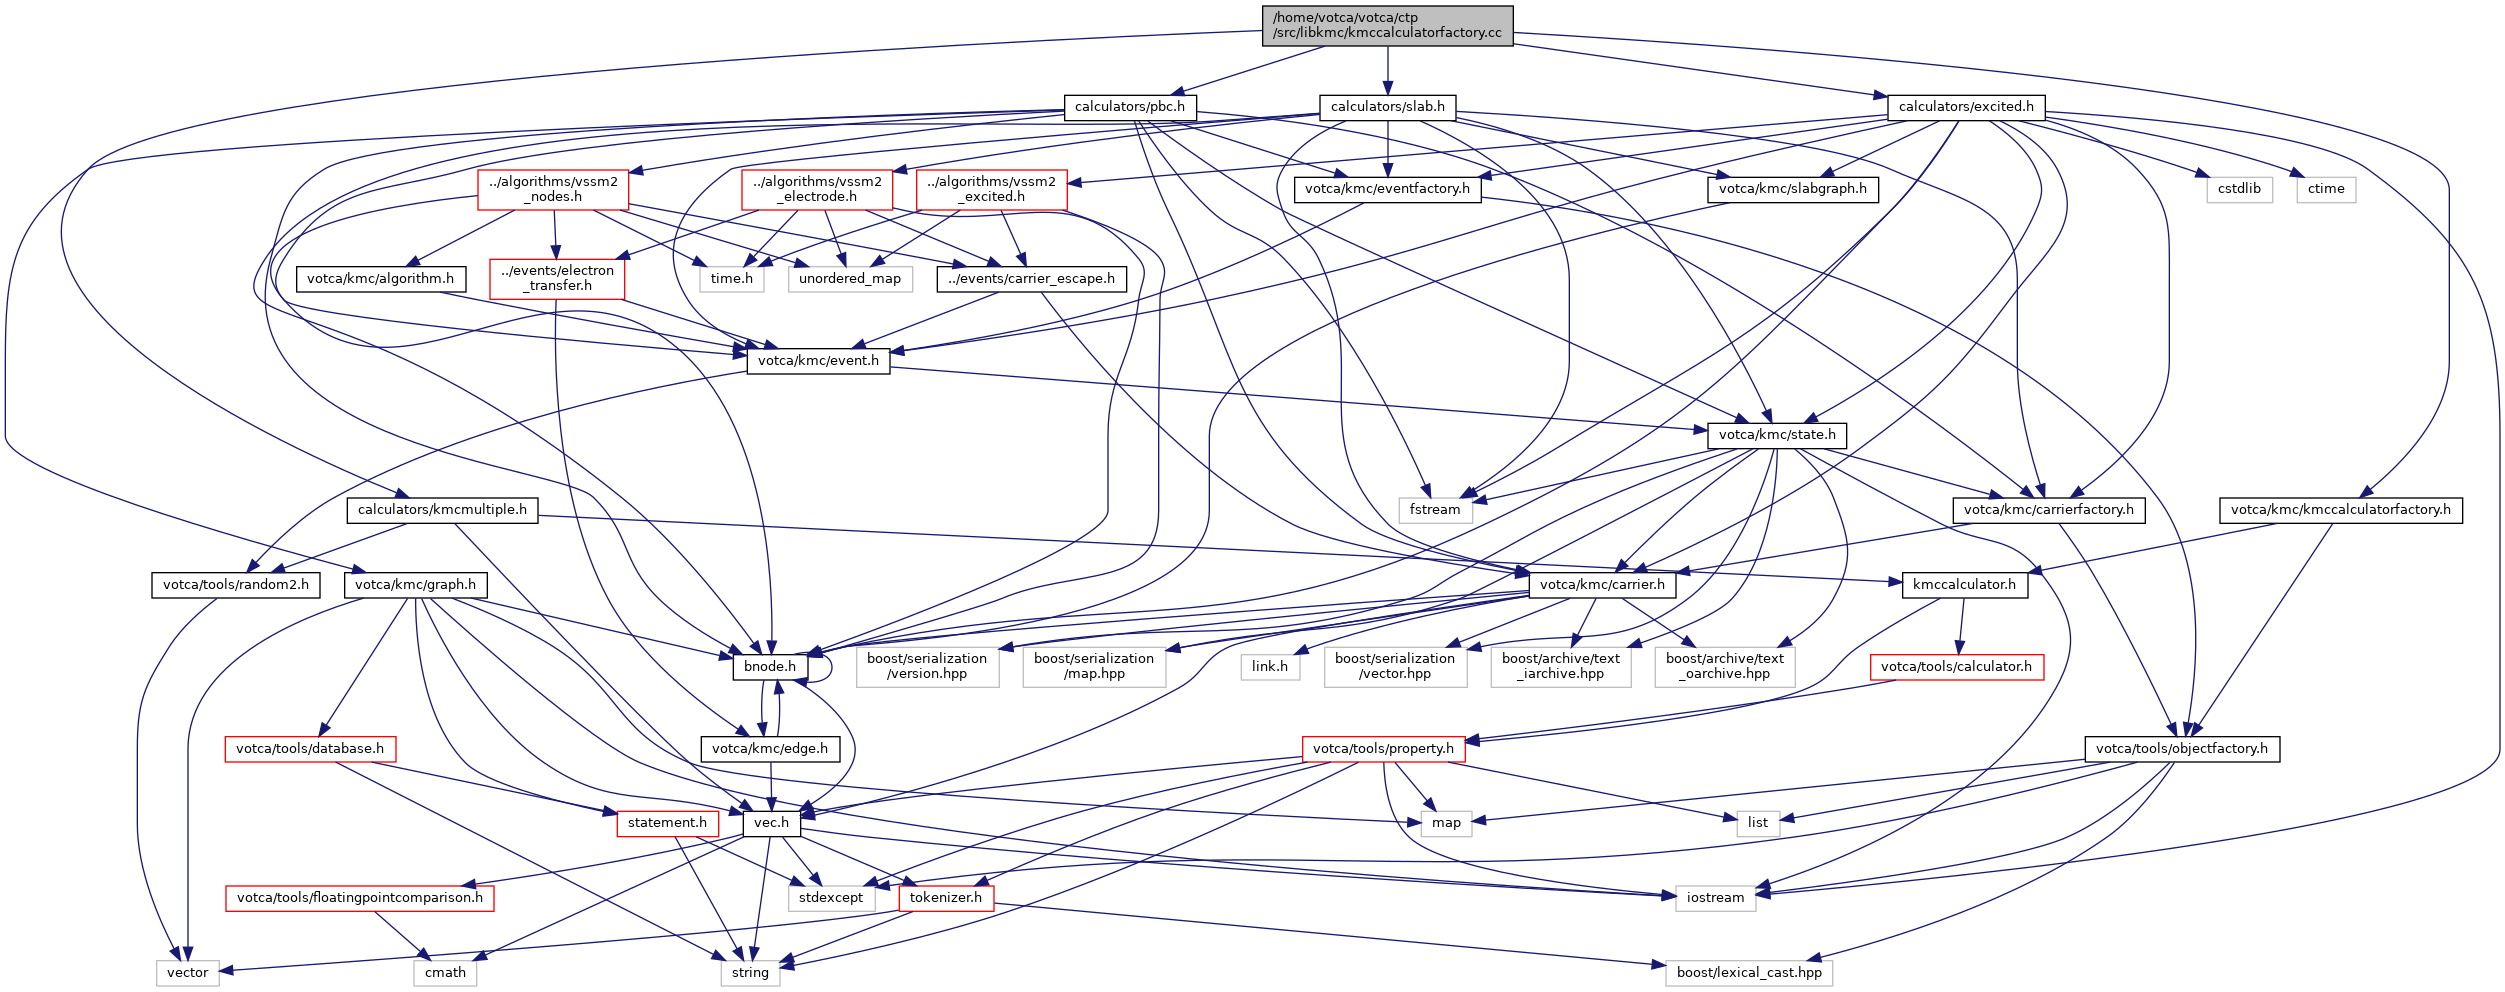 /home/votca/votca/ctp
/src/libkmc/kmccalculatorfactory.cc
calculators/pbc.h
calculators/slab.h
calculators/excited.h
../algorithms/vssm2
_nodes.h
../algorithms/vssm2
_electrode.h
../algorithms/vssm2
_excited.h
votca/kmc/eventfactory.h
votca/kmc/slabgraph.h
cstdlib
ctime
votca/kmc/algorithm.h
../events/electron
_transfer.h
time.h
unordered_map
../events/carrier_escape.h
votca/kmc/event.h
votca/kmc/state.h
calculators/kmcmultiple.h
fstream
votca/kmc/carrierfactory.h
votca/kmc/kmccalculatorfactory.h
votca/tools/random2.h
votca/kmc/graph.h
votca/kmc/carrier.h
kmccalculator.h
bnode.h
boost/serialization
/version.hpp
boost/serialization
/map.hpp
link.h
boost/serialization
/vector.hpp
boost/archive/text
_iarchive.hpp
boost/archive/text
_oarchive.hpp
votca/tools/calculator.h
votca/tools/database.h
votca/kmc/edge.h
votca/tools/property.h
votca/tools/objectfactory.h
statement.h
vec.h
map
list
votca/tools/floatingpointcomparison.h
stdexcept
tokenizer.h
iostream
vector
cmath
string
boost/lexical_cast.hpp